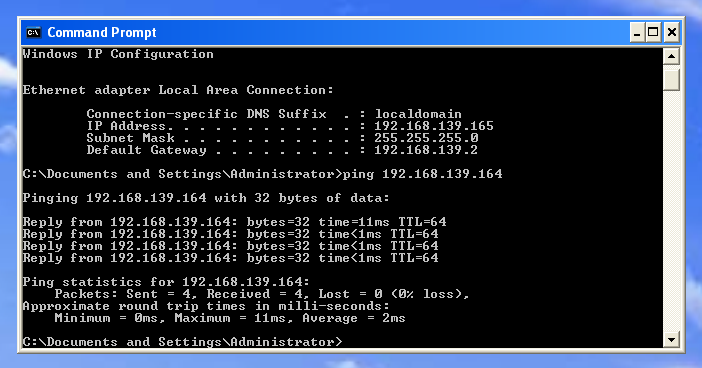 Command Prompt
Windows IP Configuration
Ethernet adapter Local Area Connection:
Connection-specific DNS Suffix . : localdomain
IP Address. . . . . . . . . . . . : 192.168.139.165
Subnet Mask . . . . . . . . . . . : 255.255.255.0
Default Gateway . . . . . . . . . : 192.168.139.2
C:\Documents and Settings\Administrator>ping 192.168.139.164
Pinging 192.168.139.164 with 32 bytes of data:
Reply from 192.168.139.164: bytes=32 time=11ms TTL=64
Reply from 192.168.139.164: bytes=32 time<1ms TTL=64
Reply from 192.168.139.164: bytes=32 time<1ms TTL=64
Reply from 192.168.139.164: bytes=32 time<1ms TTL=64
Ping statistics for 192.168.139.164:
Packets: Sent = 4, Received = 4, Lost = 0 (0% loss),
Approximate round trip times in milli-seconds:
Minimum = 0ms, Maximum = 11ms, Average = 2ms
C:\Documents and Settings\Administrator>